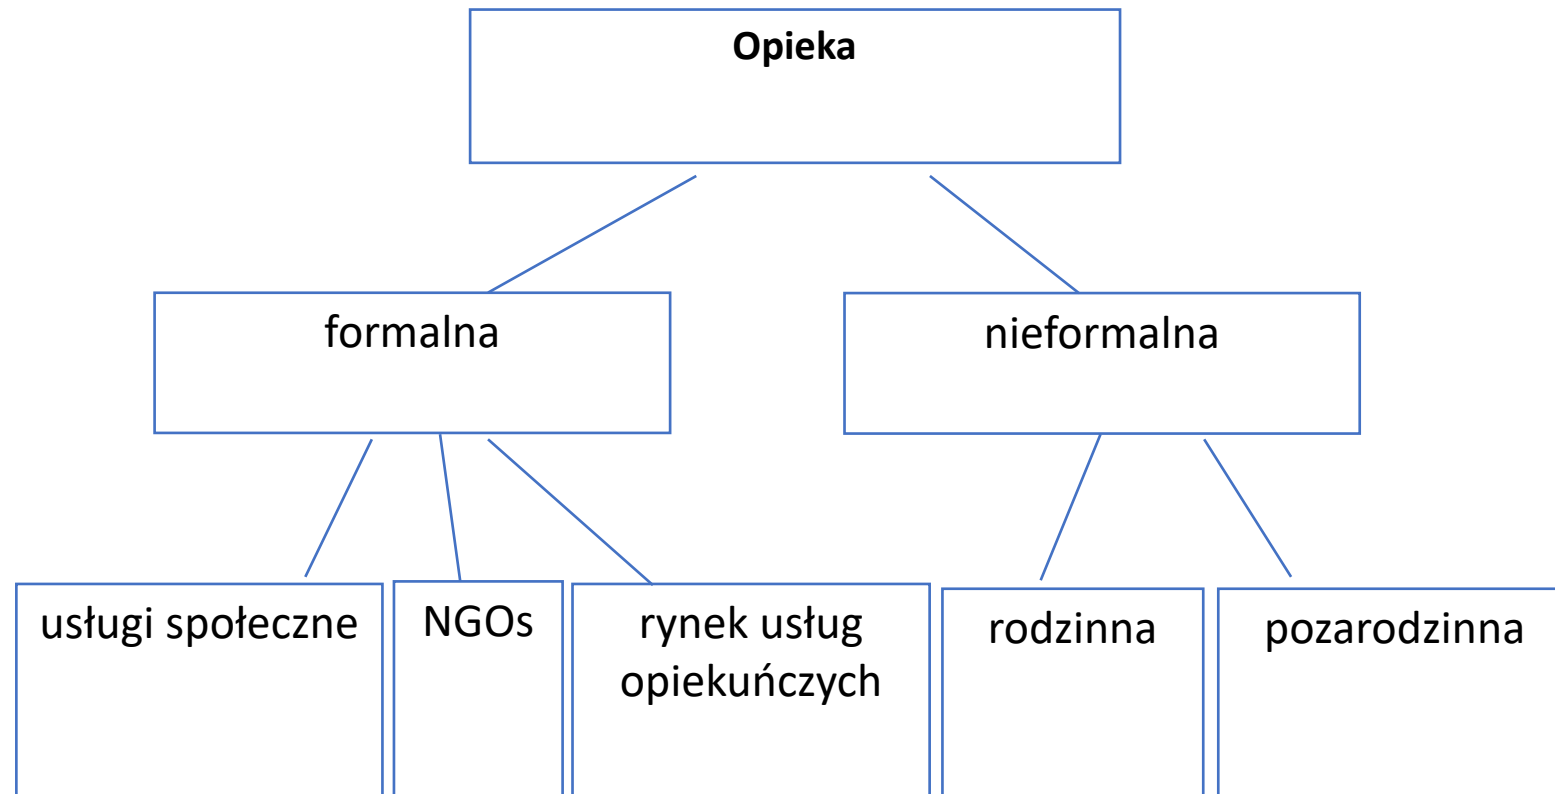 Opieka
formalna
nieformalna
usługi społeczne
NGOs
rynek usług
opiekuńczych
rodzinna
pozarodzinna